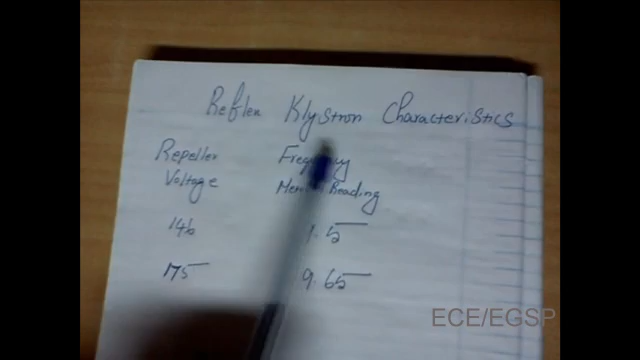 Reflex Klystron Characteristics
Repeller
Voltage
Reading
146
175
9.65
ECE/EGSP